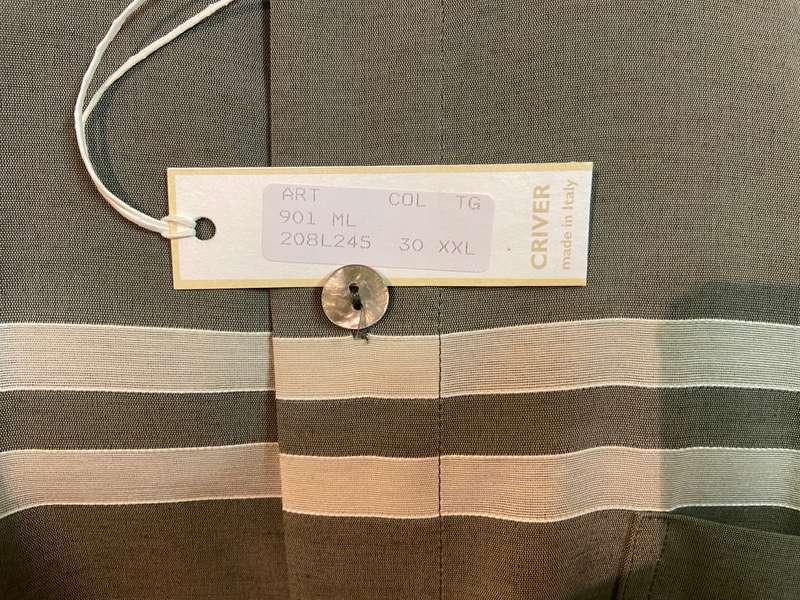 ART COL TG
901 ML
208L245 30 XXL
CRIVER
made in Italy